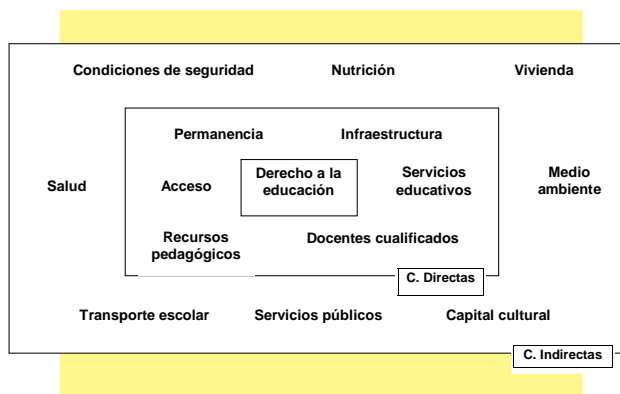 Condiciones de seguridad Nutrición Vivienda
Permanencia Infraestructura
Salud Acceso Derecho a la educación Servicios educativos Medio ambiente
Recursos pedagógicos Docentes cualificados
C. Directas
Transporte escolar Servicios públicos Capital cultural
C. Indirectas